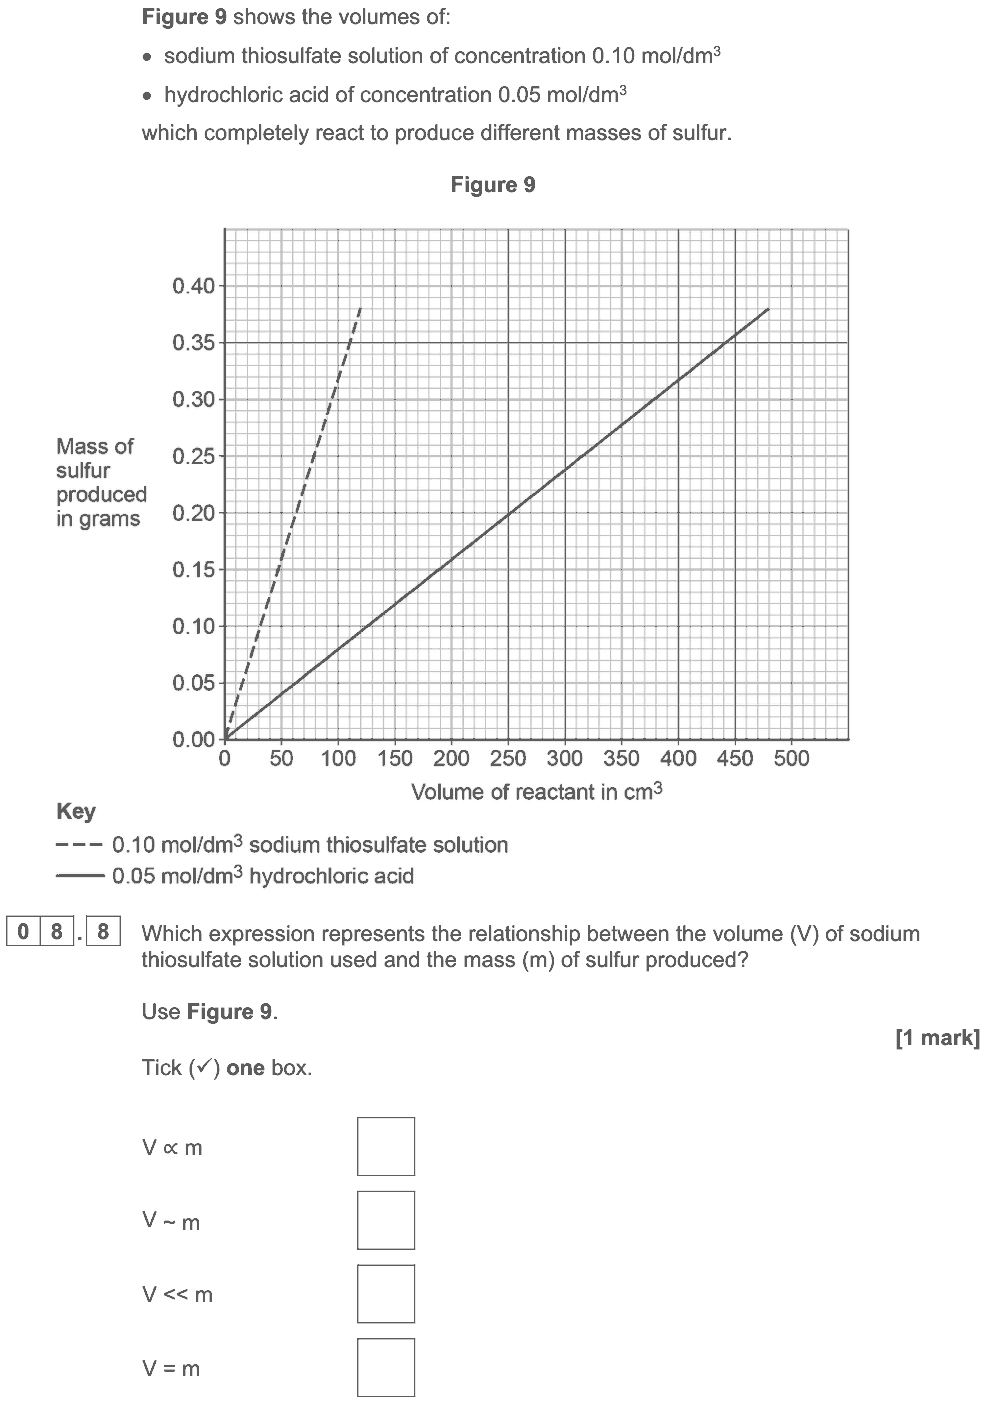 Figure 9 shows the volumes of:
• sodium thiosulfate solution of concentration 0.10 mol/dm³
• hydrochloric acid of concentration 0.05 mol/dm³
which completely react to produce different masses of sulfur.
Figure 9
0.40
0.35
0.30
0.25
0.20
0.15
0.10
0.05
0.00
Mass of
sulfur
produced
in grams
0 50 100 150 200 250 300 350 400 450 500
Volume of reactant in cm³
Key
0.10 mol/dm³ sodium thiosulfate solution
0.05 mol/dm³ hydrochloric acid
0 8 . 8 Which expression represents the relationship between the volume (V) of sodium
thiosulfate solution used and the mass (m) of sulfur produced?
Use Figure 9.
[1 mark]
Tick (✓) one box.
V ∝ m
V ~ m
V << m
V = m